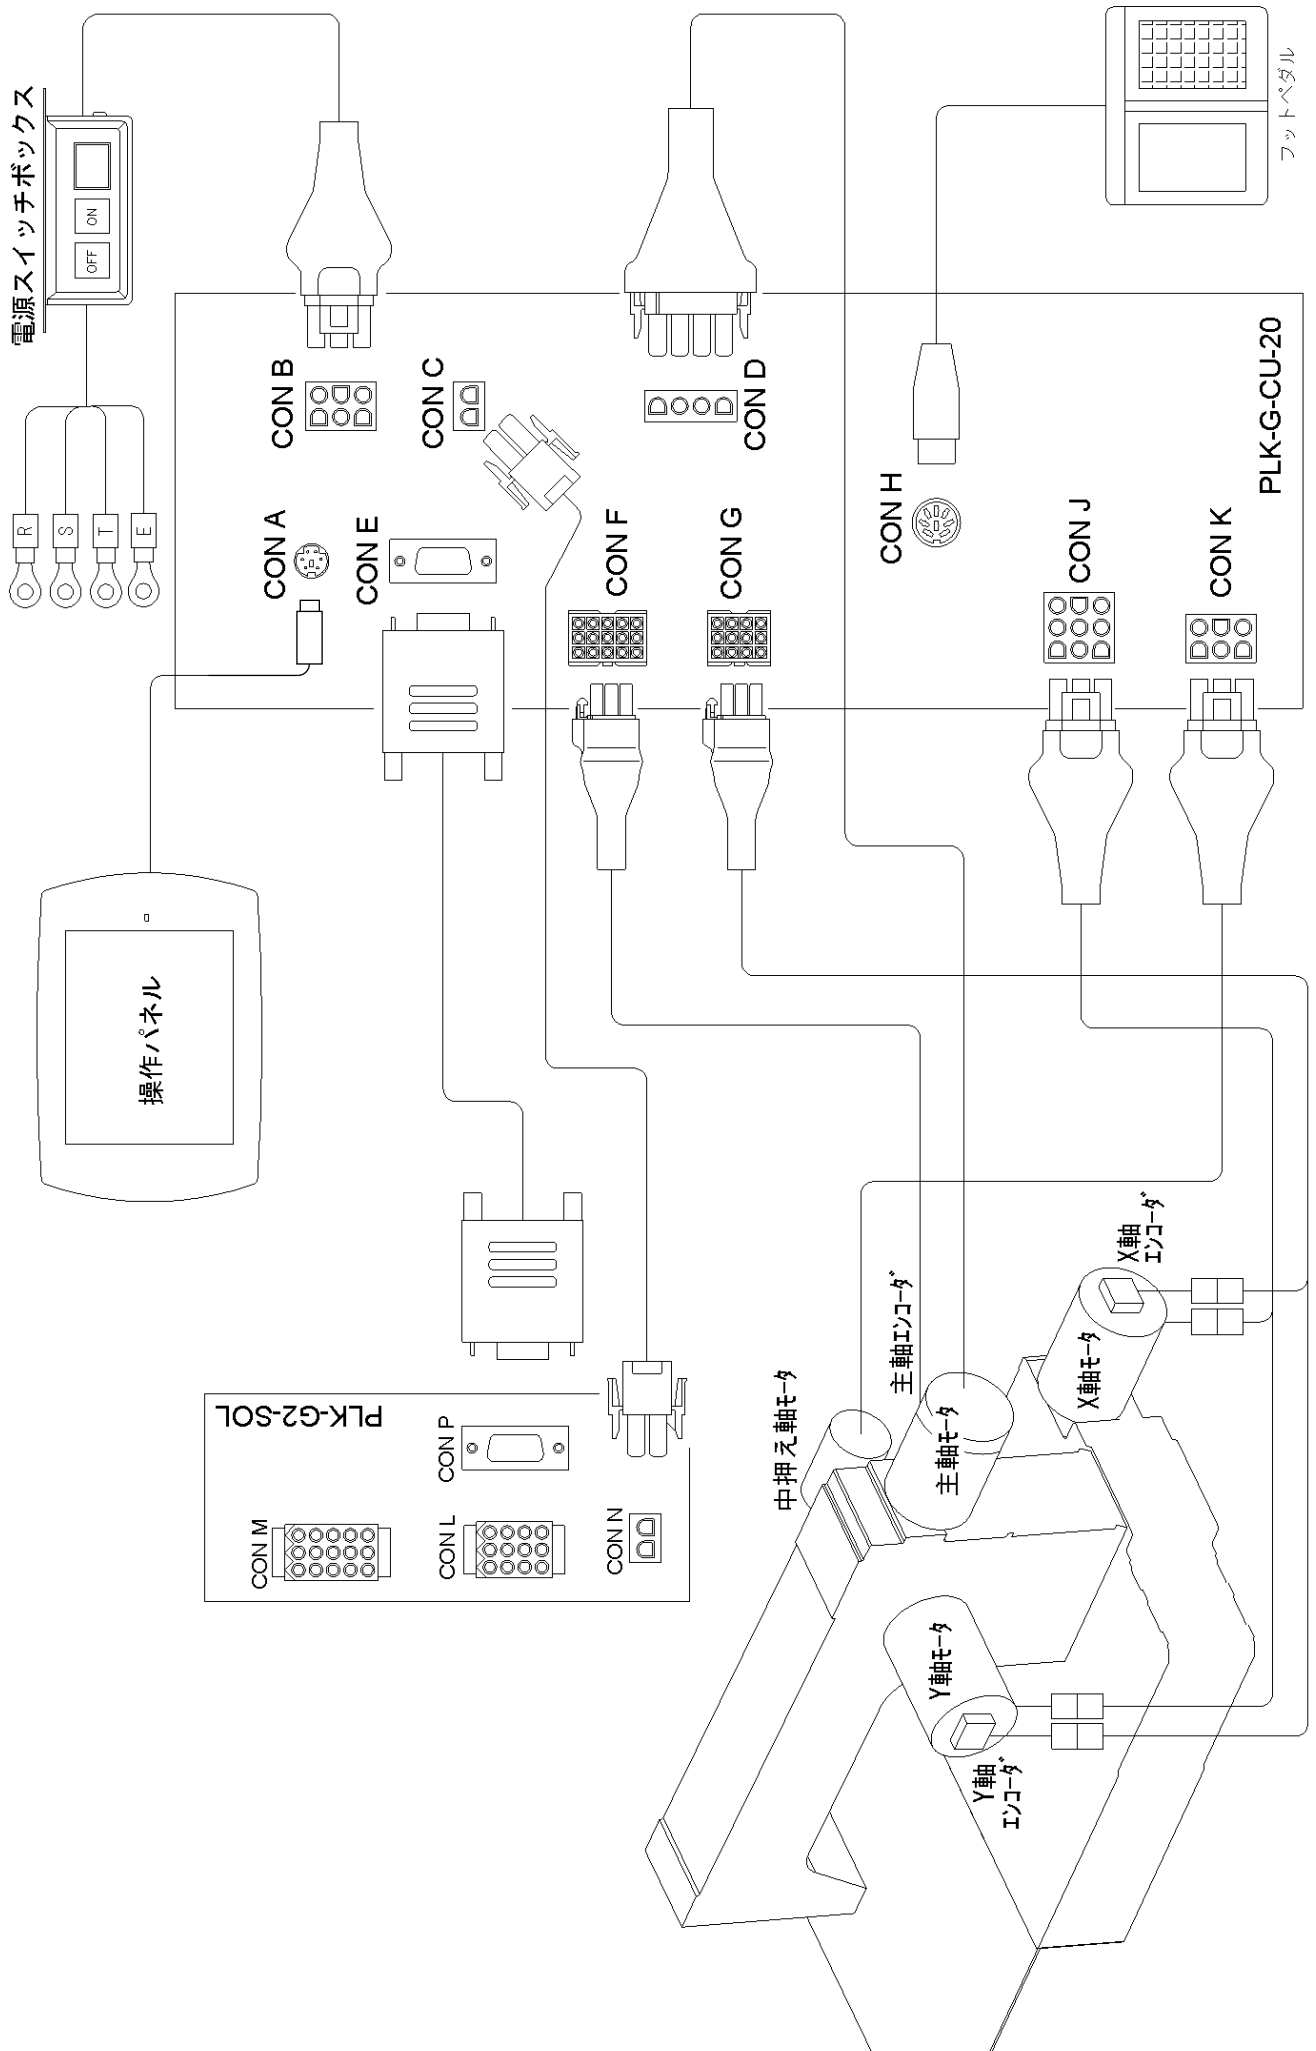 電源スイッチボックス
OFF
ON
R
S
T
E
フットペダル
CON B
CON C
CON D
CON A
CON E
CON F
CON G
CON H
CON J
CON K
PLK-G-CU-20
操作パネル
PLK-G2-SOL
CON P
CON M
CON L
CON N
中押え軸モータ
主軸エンコーダ
主軸モータ
X軸
エンコーダ
X軸モータ
Y軸モータ
Y軸
エンコーダ